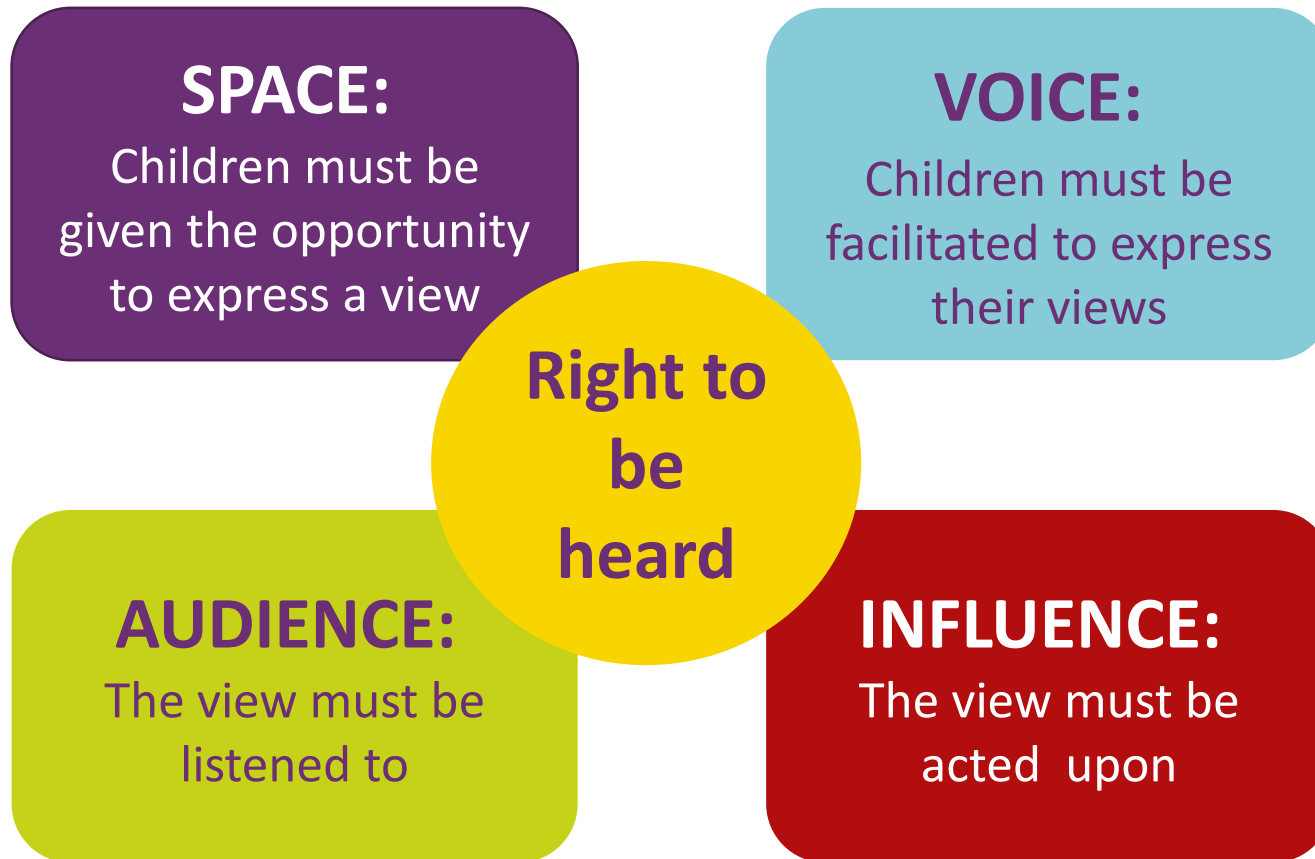 SPACE:
Children must be
given the opportunity
to express a view
VOICE:
Children must be
facilitated to express
their views
Right to
be
heard
AUDIENCE:
The view must be
listened to
INFLUENCE:
The view must be
acted  upon